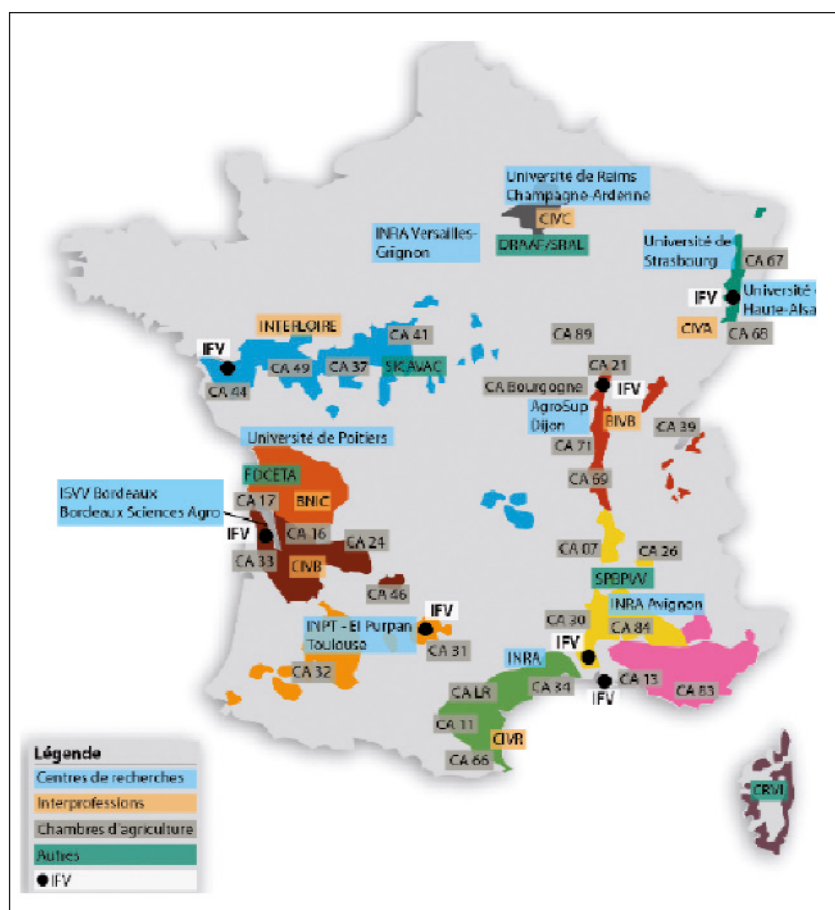 Université de Reims
Champagne-Ardenne
CIVC
INRA Versailles-
Grignon
DRAAF/SRAL
Université de
Strasbourg
CA 67
IFV
Université -
Haute-Alsa
CIVA
CA 68
INTERLOIRE
CA 41
CA 89
IFV
CA 49
CA 37
SICAVAC
CA 44
CA 21
CA Bourgogne
IFV
AgroSup
Dijon
BIVB
CA 39
CA 71
Université de Poitiers
FDCETA
CA 69
ISVV Bordeaux
Bordeaux Sciences Agro
CA 17
BNIC
IFV
CA 16
CA 24
CA 33
CIVB
CA 07
CA 26
CA 46
SPBPVV
INRA Avignon
IFV
INPT - EI Purpan
Toulouse
CA 31
CA 30
CA 84
IFV
CA 32
INRA
CA LR
CA 34
CA 13
CA 83
IFV
CA 11
CIVR
CA 66
CRVI
Légende
Centres de recherches
Interprofessions
Chambres d'agriculture
Autres
IFV